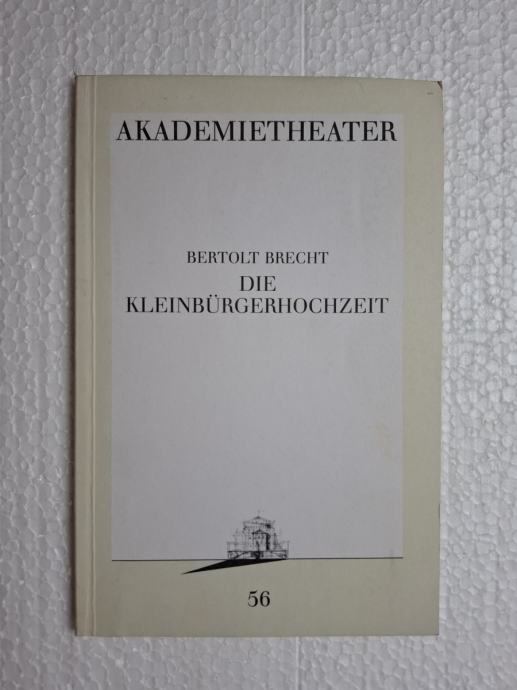 AKADEMIETHEATER
BERTOLT BRECHT
DIE
KLEINBÜRGERHOCHZEIT
56